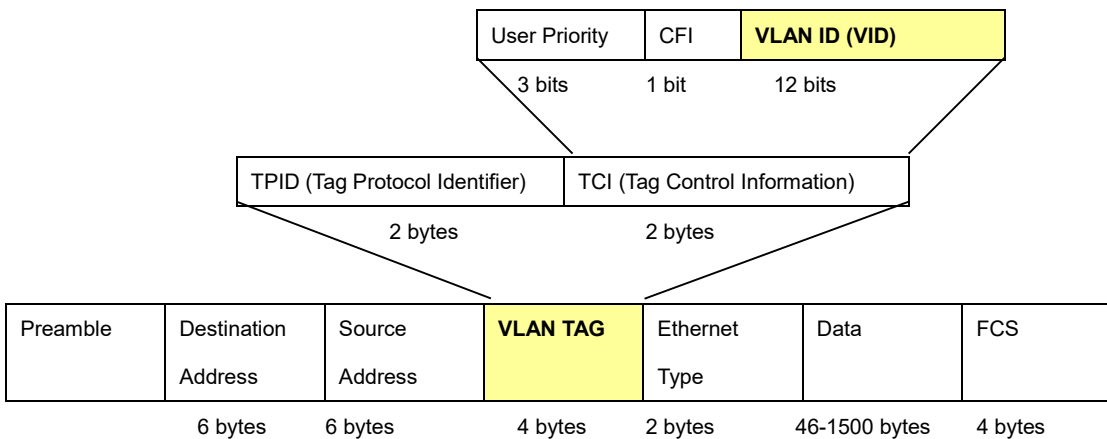 User Priority CFI VLAN ID (VID)
3 bits 1 bit 12 bits
TPID (Tag Protocol Identifier) TCI (Tag Control Information)
2 bytes 2 bytes
Preamble Destination Address Source Address VLAN TAG Ethernet Type Data FCS
6 bytes 6 bytes 4 bytes 2 bytes 46-1500 bytes 4 bytes